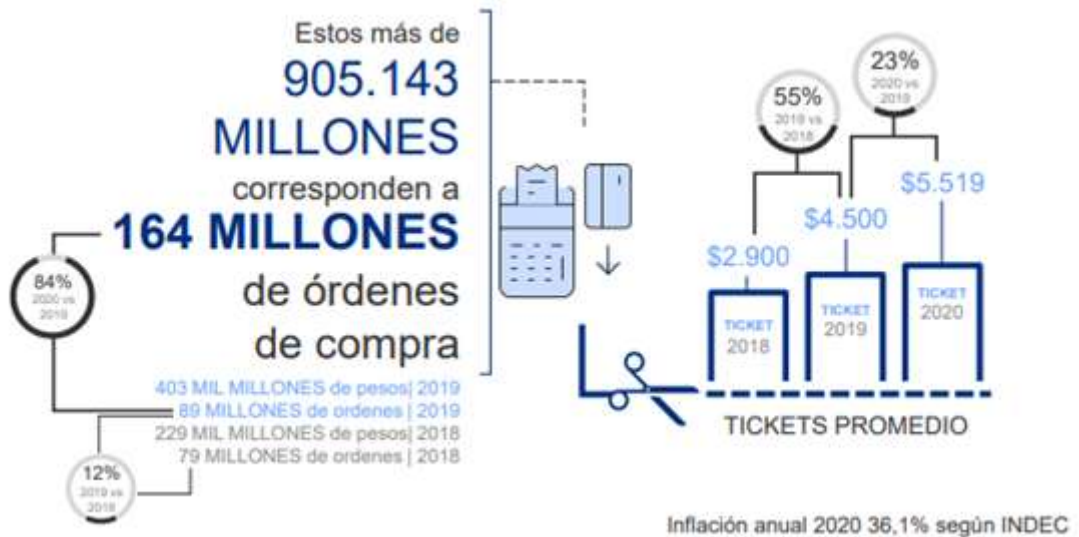 Estos más de
905.143
MILLONES
corresponden a
164 MILLONES
de órdenes
de compra
84%
2020 vs
2019
403 MIL MILLONES de pesos| 2019
89 MILLONES de ordenes | 2019
229 MIL MILLONES de pesos| 2018
79 MILLONES de ordenes | 2018
12%
2019 vs
2018
55%
2019 vs
2018
23%
2020 vs
2019
$2.900
$4.500
$5.519
TICKET
2018
TICKET
2019
TICKET
2020
TICKETS PROMEDIO
Inflación anual 2020 36,1% según INDEC